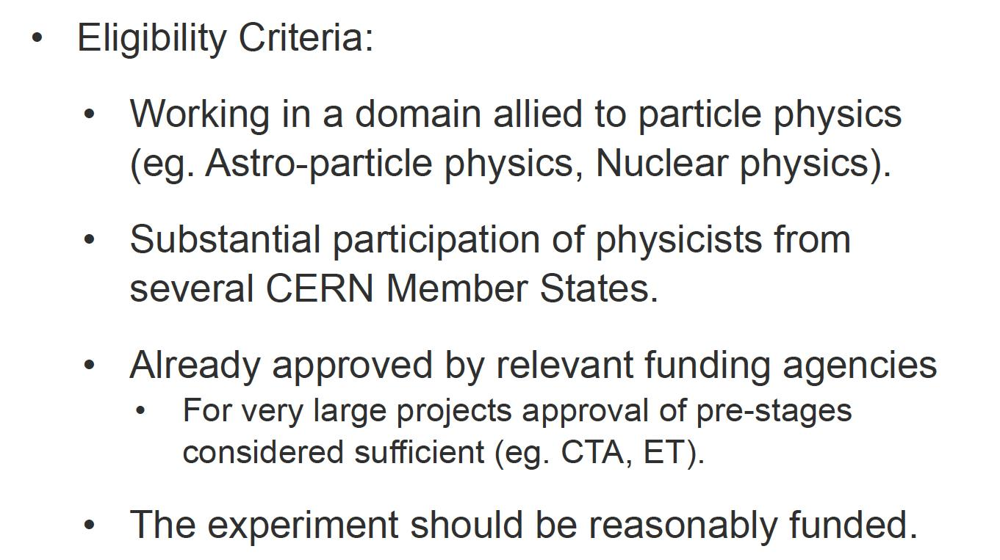 • Eligibility Criteria:
• Working in a domain allied to particle physics
(eg. Astro-particle physics, Nuclear physics).
• Substantial participation of physicists from
several CERN Member States.
• Already approved by relevant funding agencies
• For very large projects approval of pre-stages
considered sufficient (eg. CTA, ET).
• The experiment should be reasonably funded.